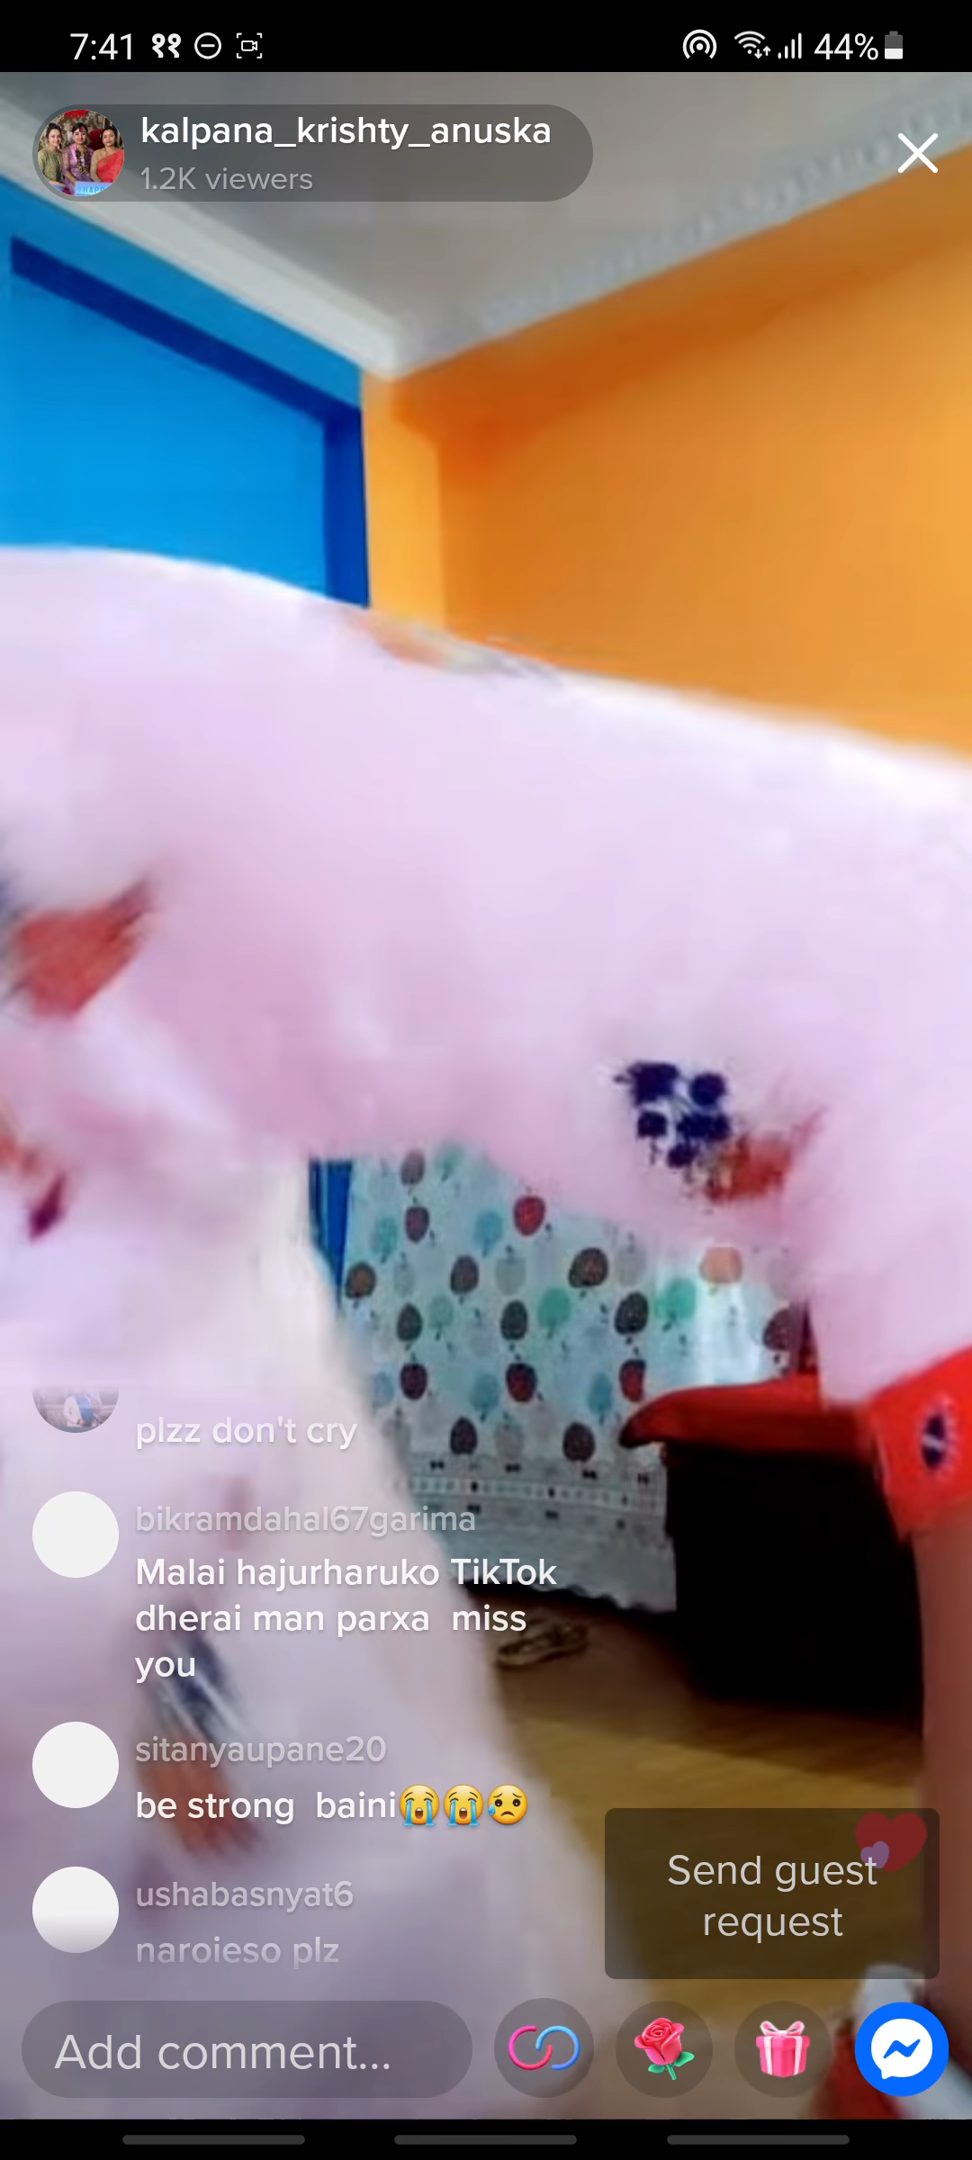 7:41
44%
kalpana_krishty_anuska
1.2K viewers
plzz don't cry
bikramdahal67garima
Malai hajurharuko TikTok
dherai man parxa miss
you
sitanyaupane20
be strong baini😭😭😥
ushabasnyat6
naroieso plz
Send guest
request
Add comment...